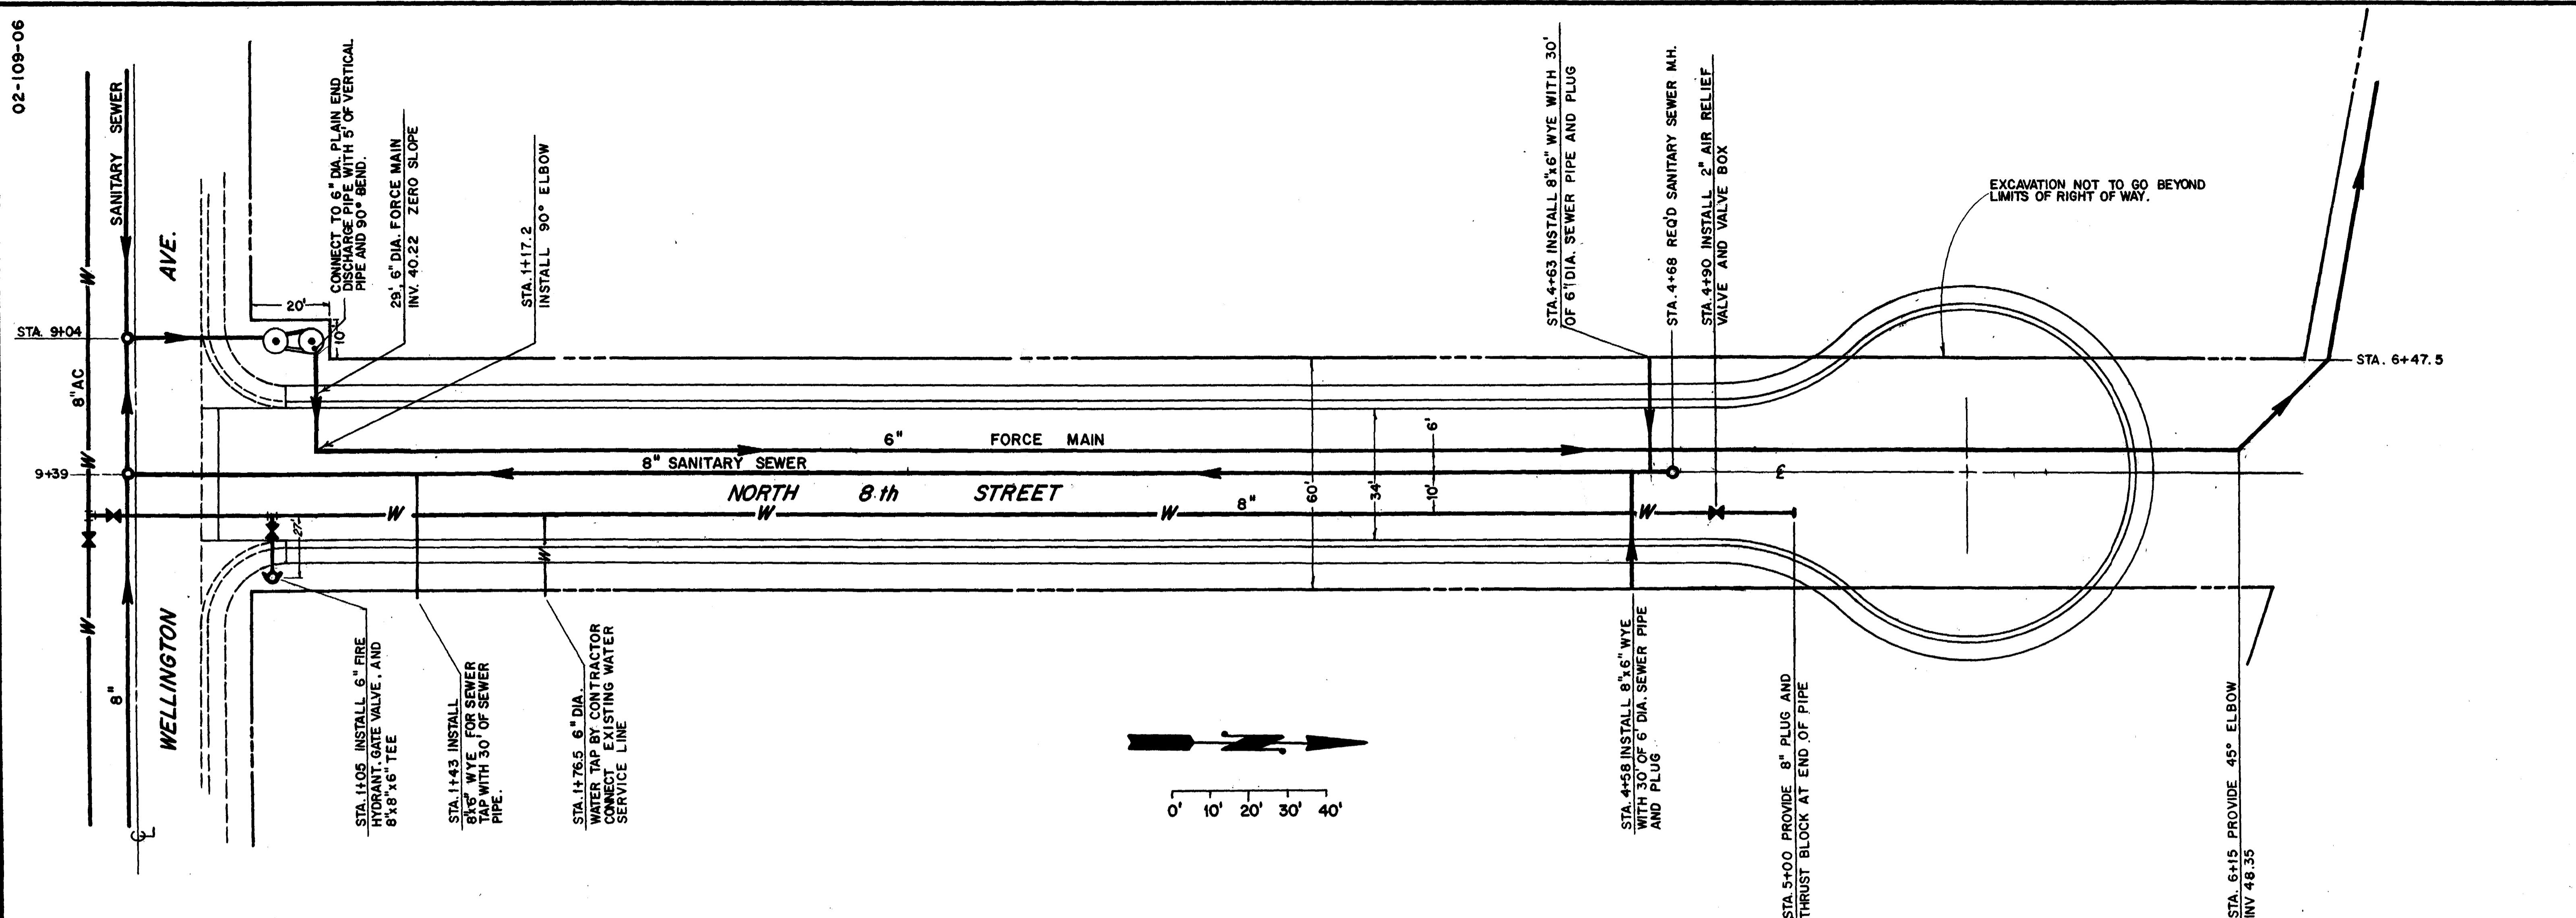 02-109-06
SANITARY SEWER
AVE.
W
STA. 9+04
8" AC
W
9+39
W
8"
WELLINGTON
℄
20'
10'
CONNECT TO 6" DIA. PLAIN END
DISCHARGE PIPE WITH 5' OF VERTICAL
PIPE AND 90° BEND.
29', 6" DIA. FORCE MAIN
INV. 40.22 ZERO SLOPE
STA. 1+17.2
INSTALL 90° ELBOW
STA. 4+63 INSTALL 8"x6" WYE WITH 30'
OF 6" DIA. SEWER PIPE AND PLUG
STA. 4+68 REQ'D SANITARY SEWER M.H.
STA. 4+90 INSTALL 2" AIR RELIEF
VALVE AND VALVE BOX
EXCAVATION NOT TO GO BEYOND
LIMITS OF RIGHT OF WAY.
STA. 6+47.5
6" FORCE MAIN
6'
8" SANITARY SEWER
℄
NORTH 8th STREET
60'
34'
10'
W
W
W
8"
W
27'
W
STA. 1+05 INSTALL 6" FIRE
HYDRANT, GATE VALVE, AND
8"x8"x6" TEE
STA. 1+43 INSTALL
8"x6" WYE FOR SEWER
TAP WITH 30' OF SEWER
PIPE.
STA. 1+76.5 6" DIA.
WATER TAP BY CONTRACTOR
CONNECT EXISTING WATER
SERVICE LINE
0' 10' 20' 30' 40'
STA. 4+58 INSTALL 8"x6" WYE
WITH 30' OF 6' DIA. SEWER PIPE
AND PLUG
STA. 5+00 PROVIDE 8" PLUG AND
THRUST BLOCK AT END OF PIPE
STA. 6+15 PROVIDE 45° ELBOW
INV 48.35